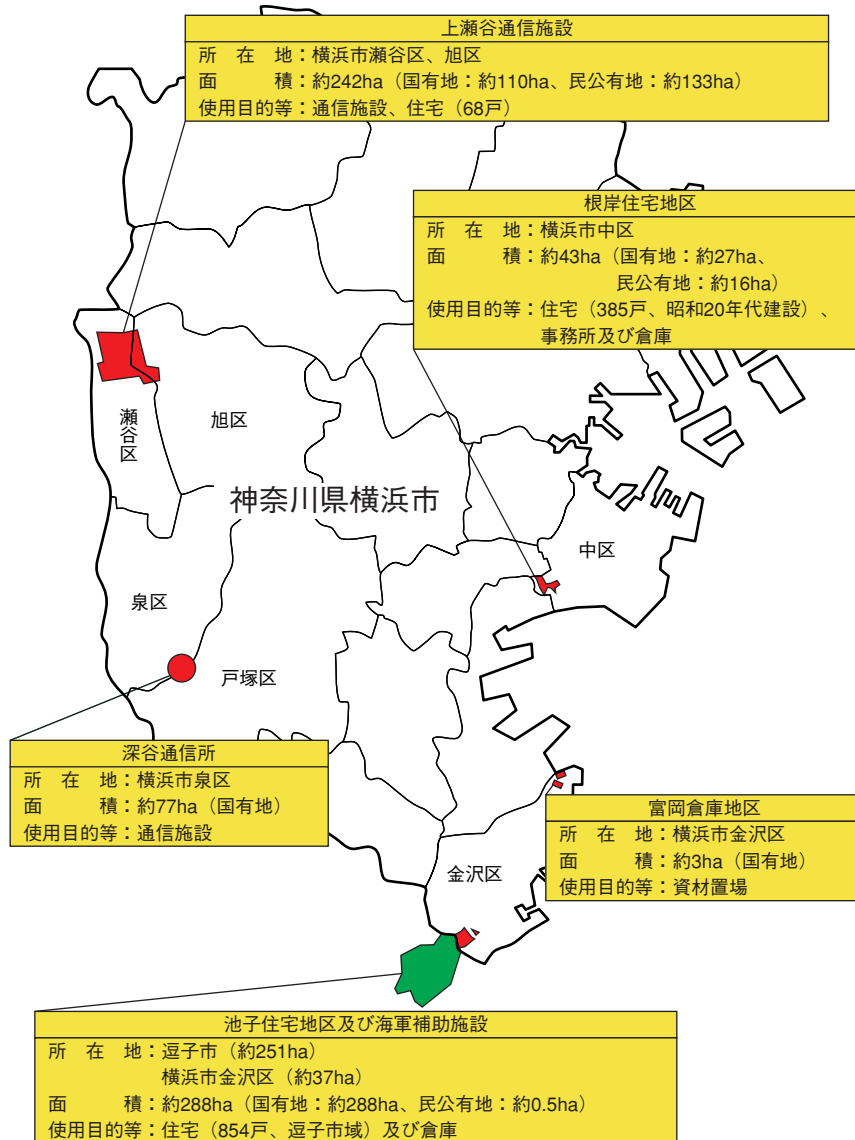 上瀬谷通信施設
所 在 地：横浜市瀬谷区、旭区
面 積：約242ha（国有地：約110ha、民公有地：約133ha）
使用目的等：通信施設、住宅（68戸）
根岸住宅地区
所 在 地：横浜市中区
面 積：約43ha（国有地：約27ha、
民公有地：約16ha）
使用目的等：住宅（385戸、昭和20年代建設）、
事務所及び倉庫
瀬谷区
旭区
神奈川県横浜市
中区
泉区
戸塚区
深谷通信所
所 在 地：横浜市泉区
面 積：約77ha（国有地）
使用目的等：通信施設
富岡倉庫地区
所 在 地：横浜市金沢区
面 積：約3ha（国有地）
使用目的等：資材置場
金沢区
池子住宅地区及び海軍補助施設
所 在 地：逗子市（約251ha）
横浜市金沢区（約37ha）
面 積：約288ha（国有地：約288ha、民公有地：約0.5ha）
使用目的等：住宅（854戸、逗子市域）及び倉庫